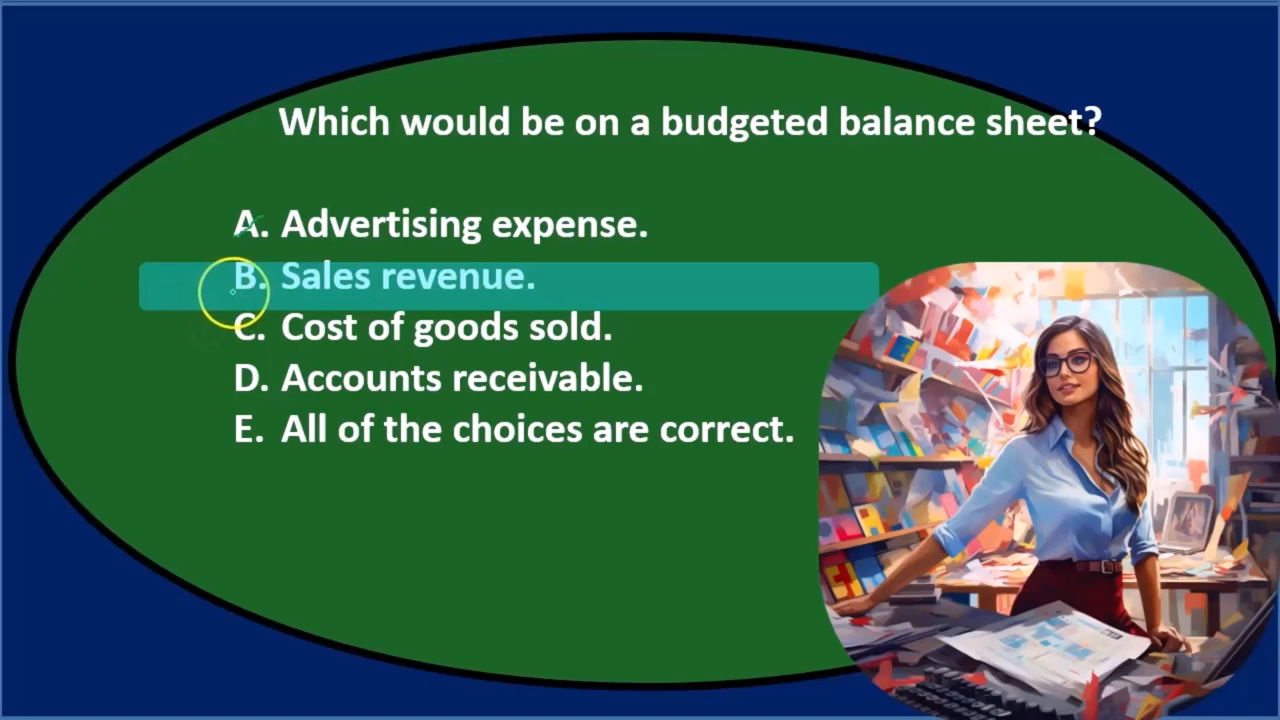 Which would be on a budgeted balance sheet?
A. Advertising expense.
B. Sales revenue.
C. Cost of goods sold.
D. Accounts receivable.
E. All of the choices are correct.